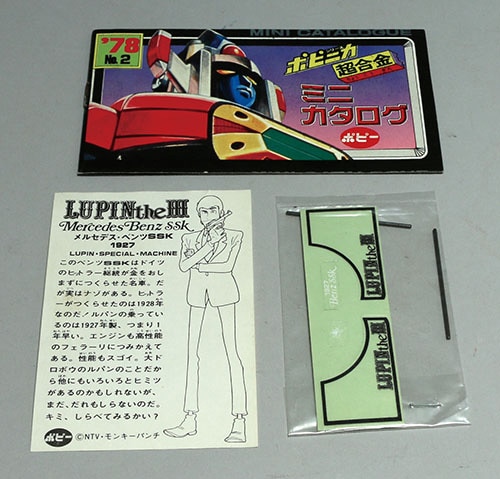 MINI CATALOGUE
'78
No.2
ポピニカ
超合金
ミニ
カタログ
ポピー
LUPIN the III
Mercedes Benz SSk
メルセデス・ベンツSSK
1927
LUPIN・SPECIAL・MACHINE
このベンツSSKはドイツ
のヒトラー総統が金をおし
まずにつくらせた名車。だ
が実はナゾがある。ヒトラ
ーがつくらせたのは1928年
なのだノルパンの乗ってい
るのは1927年製、つまり1
年早い。エンジンも高性能
のフェラーリにつみかえて
ある。性能もスゴイ。大ド
ロボウのルパンのことだか
ら他にもいろいろとヒミツ
があるのかもしれないが、
まだ、だれもしらないのだ。
キミ、しらべてみるかい?
ポピー
©NTV・モンキーパンチ
LUPIN the III
1927
Benz SSk
LUPIN the III